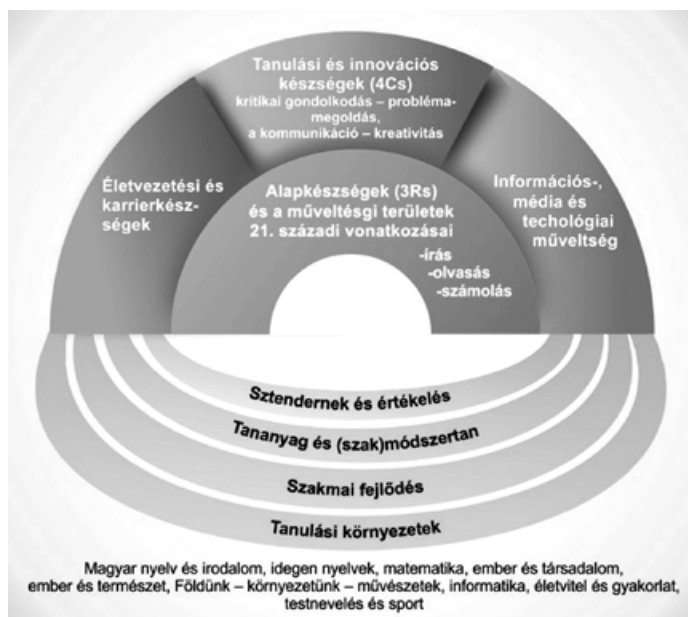 Tanulási és innovációs
készségek (4Cs)
kritikai gondolkodás – probléma-
megoldás,
a kommunikáció – kreativitás
Életvezetési és
karrierkész-
ségek
Információs-,
média és
techológiai
műveltség
Alapkészségek (3Rs)
és a műveltésgi területek
21. századi vonatkozásai
-írás
-olvasás
-számolás
Sztendernek és értékelés
Tananyag és (szak)módszertan
Szakmai fejlődés
Tanulási környezetek
Magyar nyelv és irodalom, idegen nyelvek, matematika, ember és társadalom,
ember és természet, Földünk – környezetünk – művészetek, informatika, életvitel és gyakorlat,
testnevelés és sport